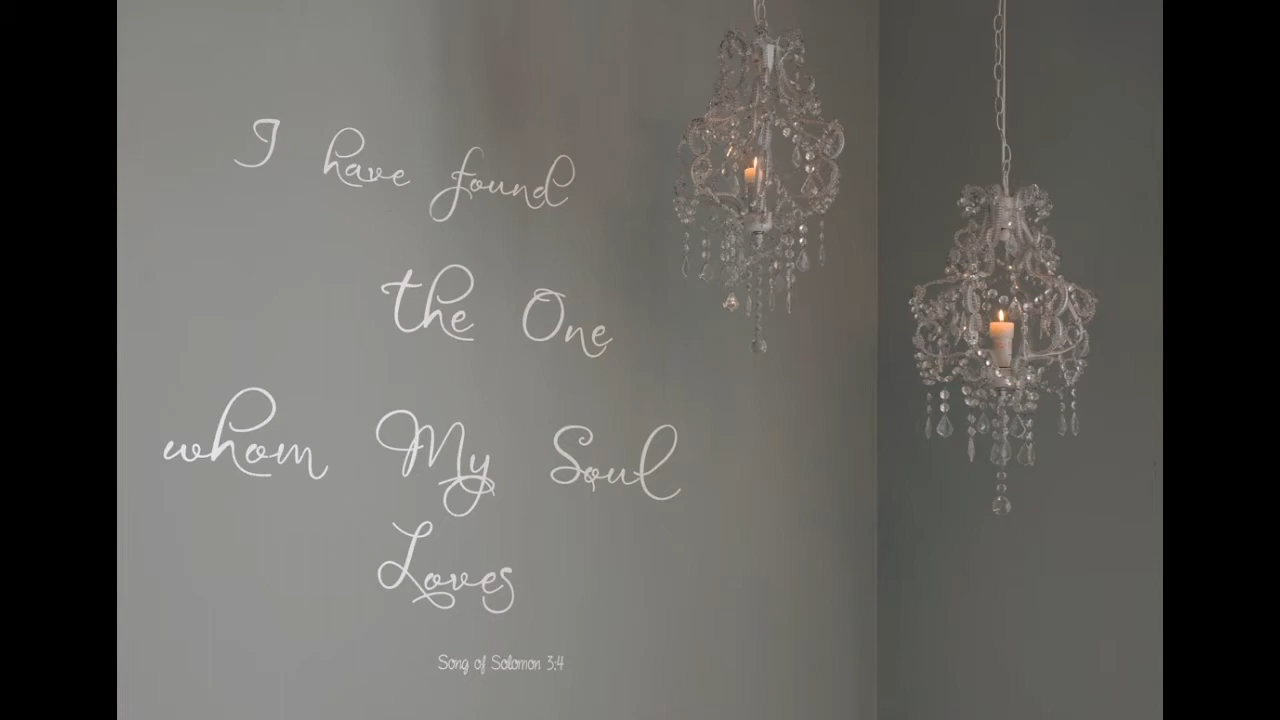 I have found
the One
whom My Soul
Loves
Song of Solomon 3:4